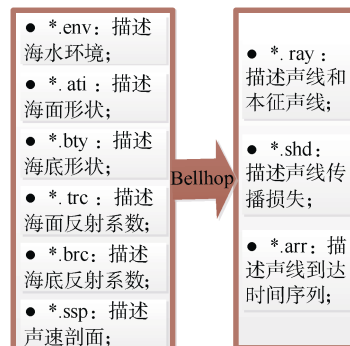 ● *.env：描述
海水环境;
● *. ati：描述
海面形状;
● *.bty：描述
海底形状;
● *. trc：描述
海面反射系数;
● *.brc：描述
海底反射系数;
● *.ssp：描述
声速剖面;
Bellhop
● *. ray：
描述声线和
本征声线;
● *.shd：
描述声线传
播损失;
● *.arr：描
述声线到达
时间序列;